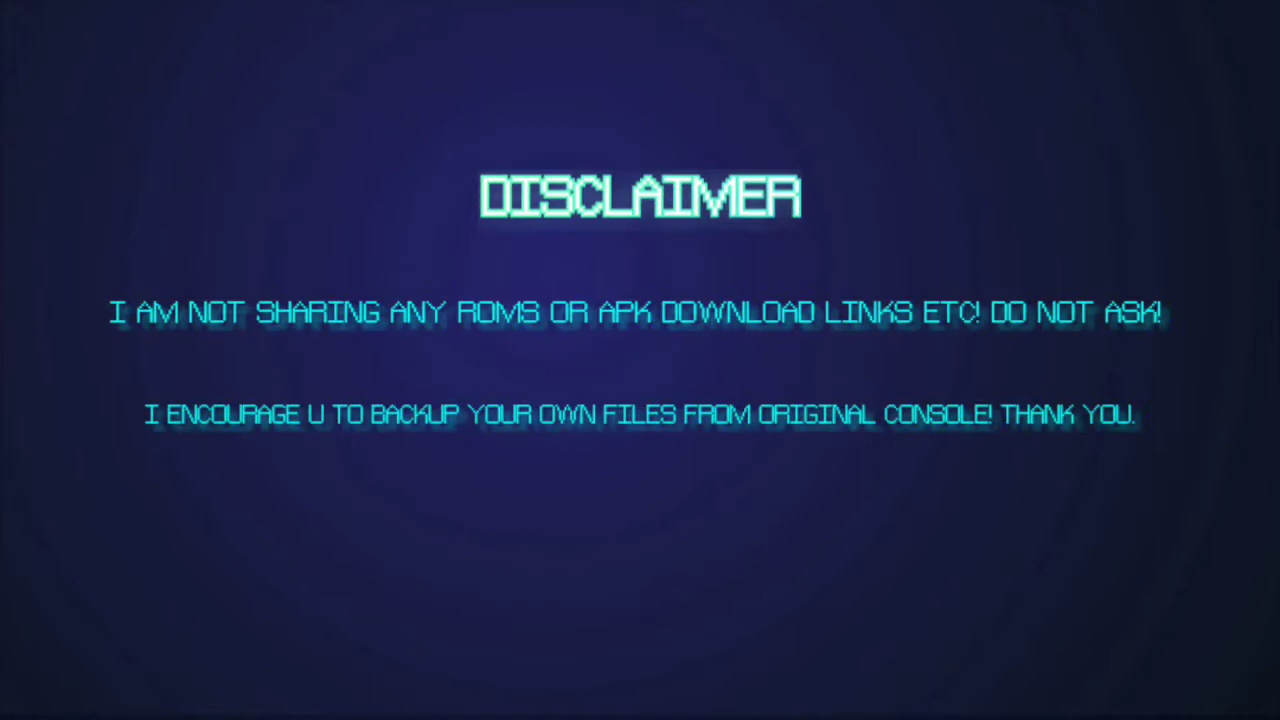 DISCLAIMER
I AM NOT SHARING ANY ROMS OR APK DOWNLOAD LINKS ETC! DO NOT ASK!
I ENCOURAGE U TO BACKUP YOUR OWN FILES FROM ORIGINAL CONSOLE! THANK YOU.